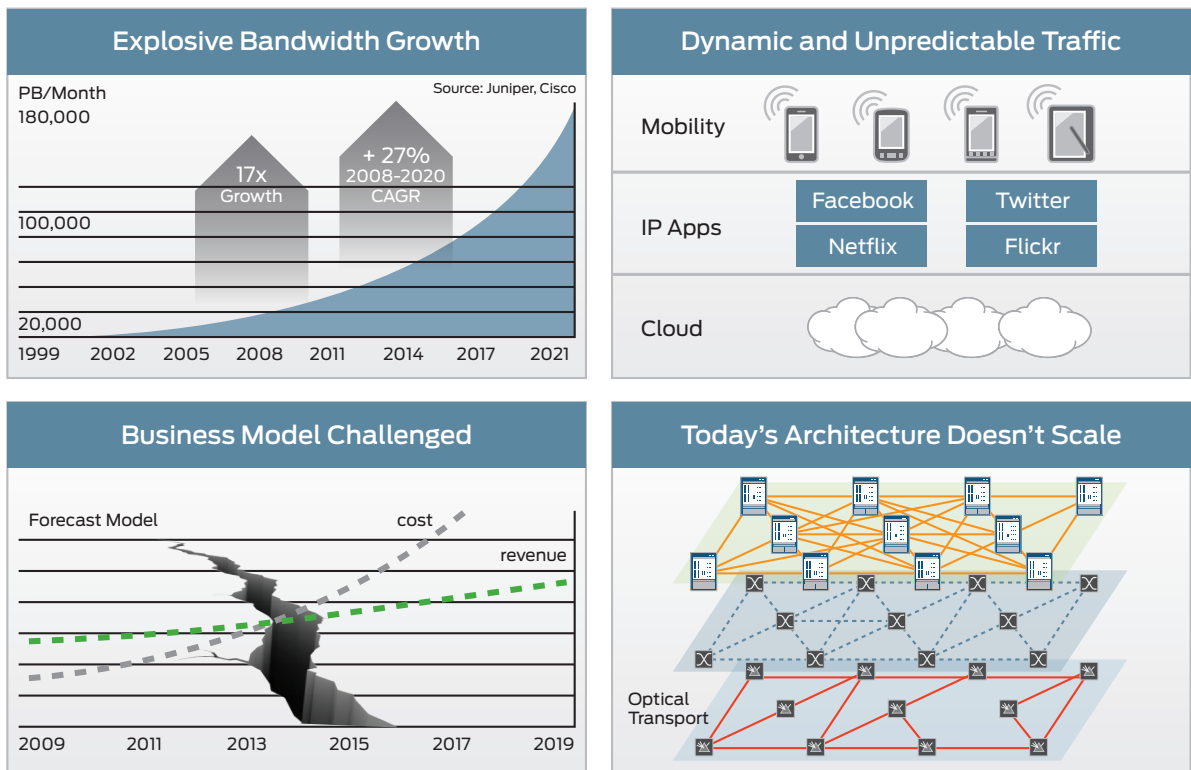 Explosive Bandwidth Growth
PB/Month
Source: Juniper, Cisco
180,000
17x
Growth
+ 27%
2008-2020
CAGR
100,000
20,000
1999 2002 2005 2008 2011 2014 2017 2021
Dynamic and Unpredictable Traffic
Mobility
IP Apps
Facebook
Twitter
Netflix
Flickr
Cloud
Business Model Challenged
Forecast Model
cost
revenue
2009 2011 2013 2015 2017 2019
Today's Architecture Doesn't Scale
Optical
Transport